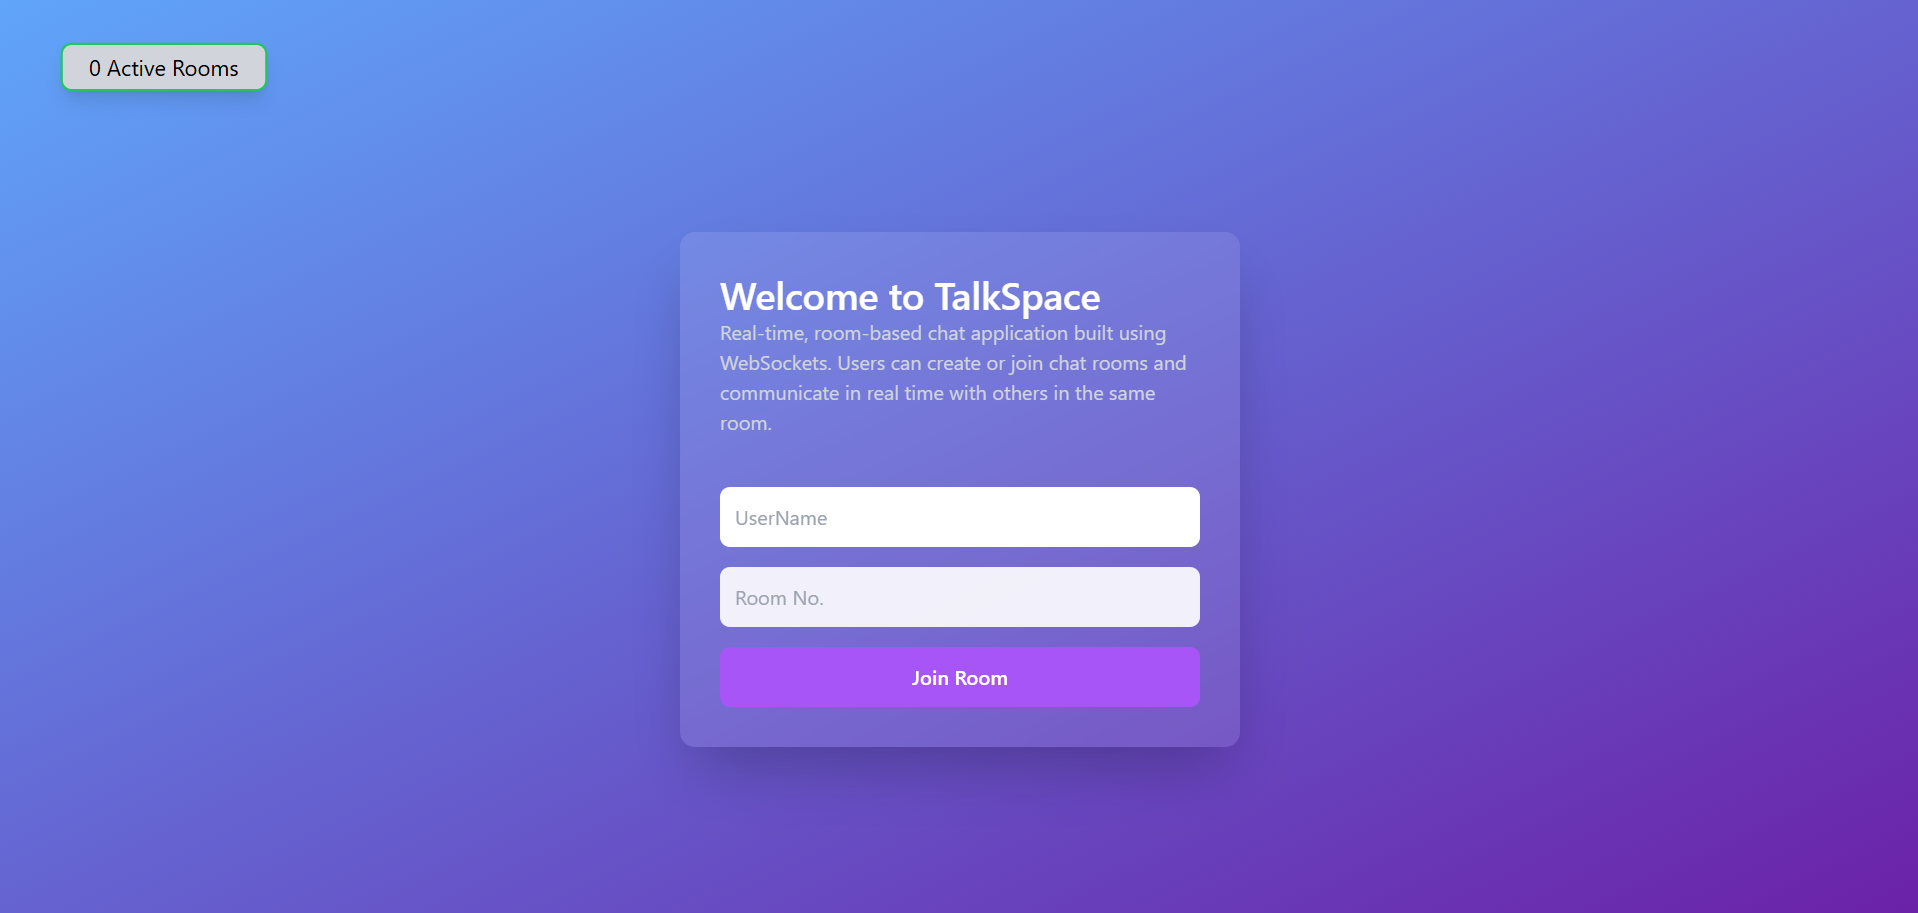 0 Active Rooms
Welcome to TalkSpace
Real-time, room-based chat application built using
WebSockets. Users can create or join chat rooms and
communicate in real time with others in the same
room.
UserName
Room No.
Join Room